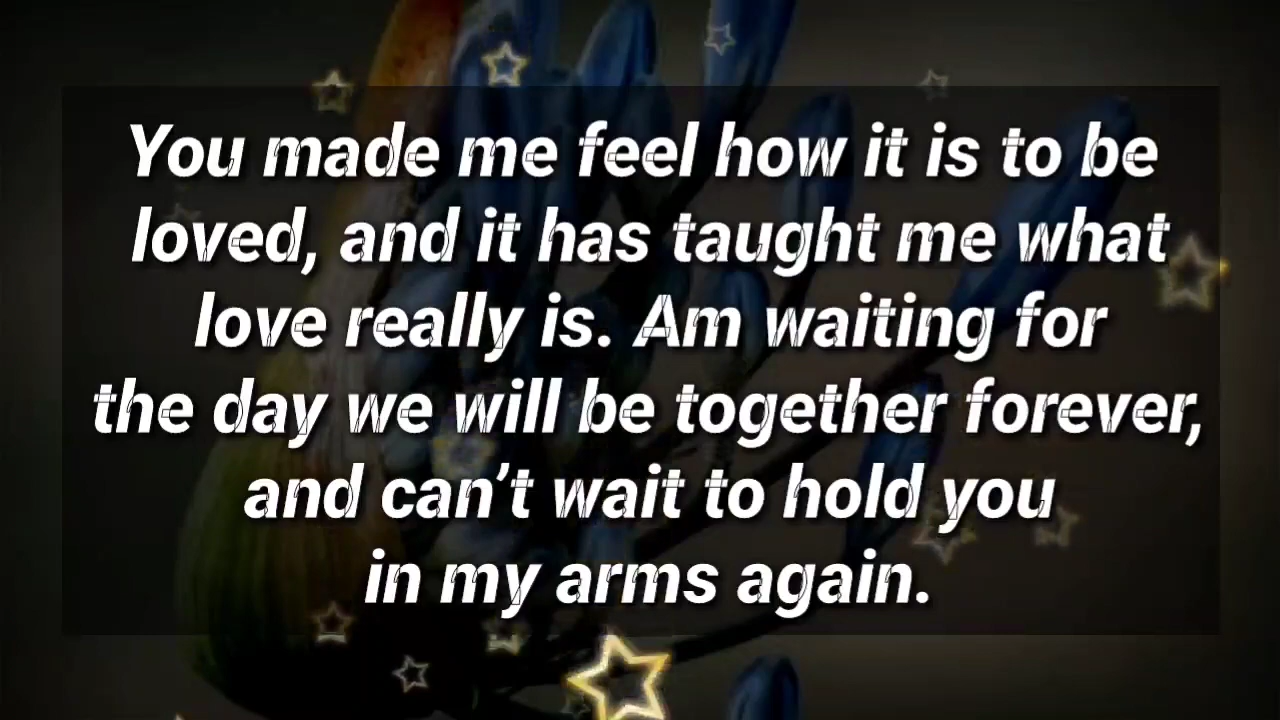 You made me feel how it is to be
loved, and it has taught me what
love really is. Am waiting for
the day we will be together forever,
and can’t wait to hold you
in my arms again.